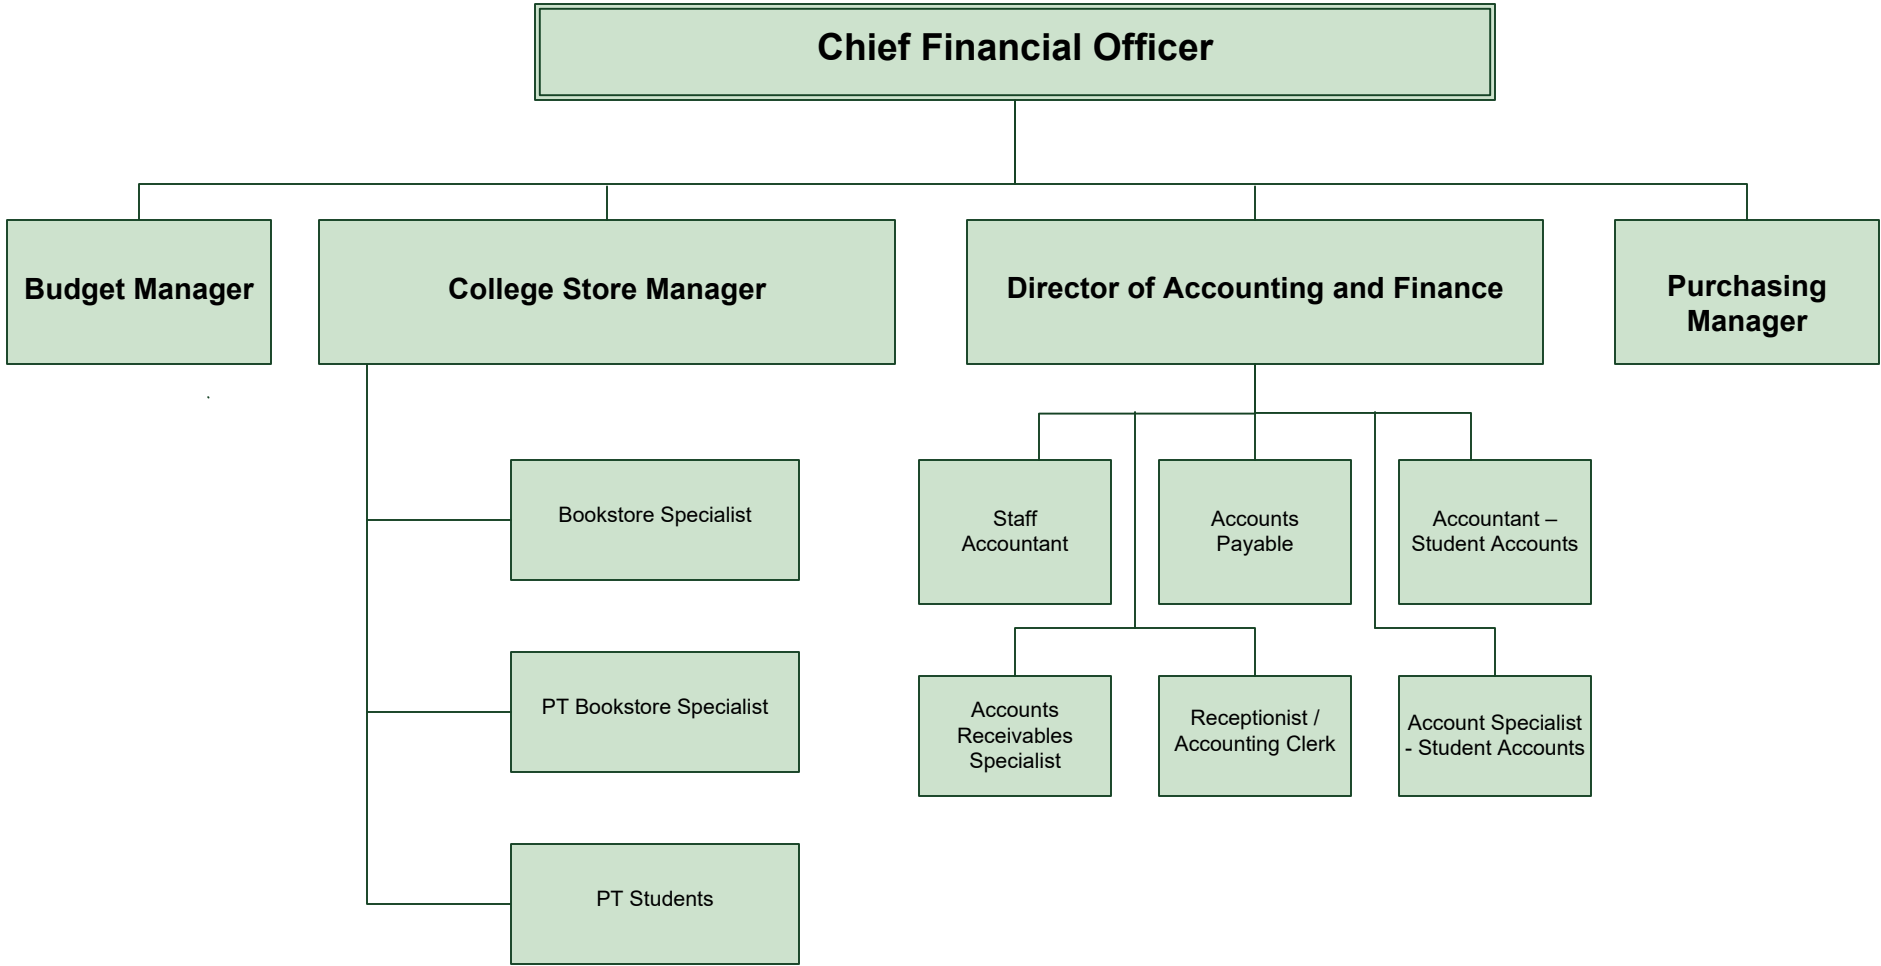 Chief Financial Officer
Budget Manager
College Store Manager
Director of Accounting and Finance
Purchasing
Manager
Bookstore Specialist
PT Bookstore Specialist
PT Students
Staff
Accountant
Accounts
Payable
Accountant –
Student Accounts
Accounts
Receivables
Specialist
Receptionist /
Accounting Clerk
Account Specialist
- Student Accounts